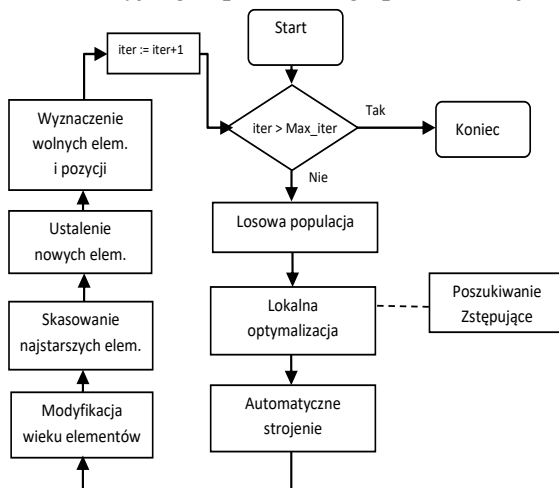 Start
iter := iter+1
iter > Max_iter
Tak
Koniec
Nie
Losowa populacja
Lokalna
optymalizacja
Poszukiwanie
Zstępujące
Automatyczne
strojenie
Modyfikacja
wieku elementów
Skasowanie
najstarszych elem.
Ustalenie
nowych elem.
Wyznaczenie
wolnych elem.
i pozycji